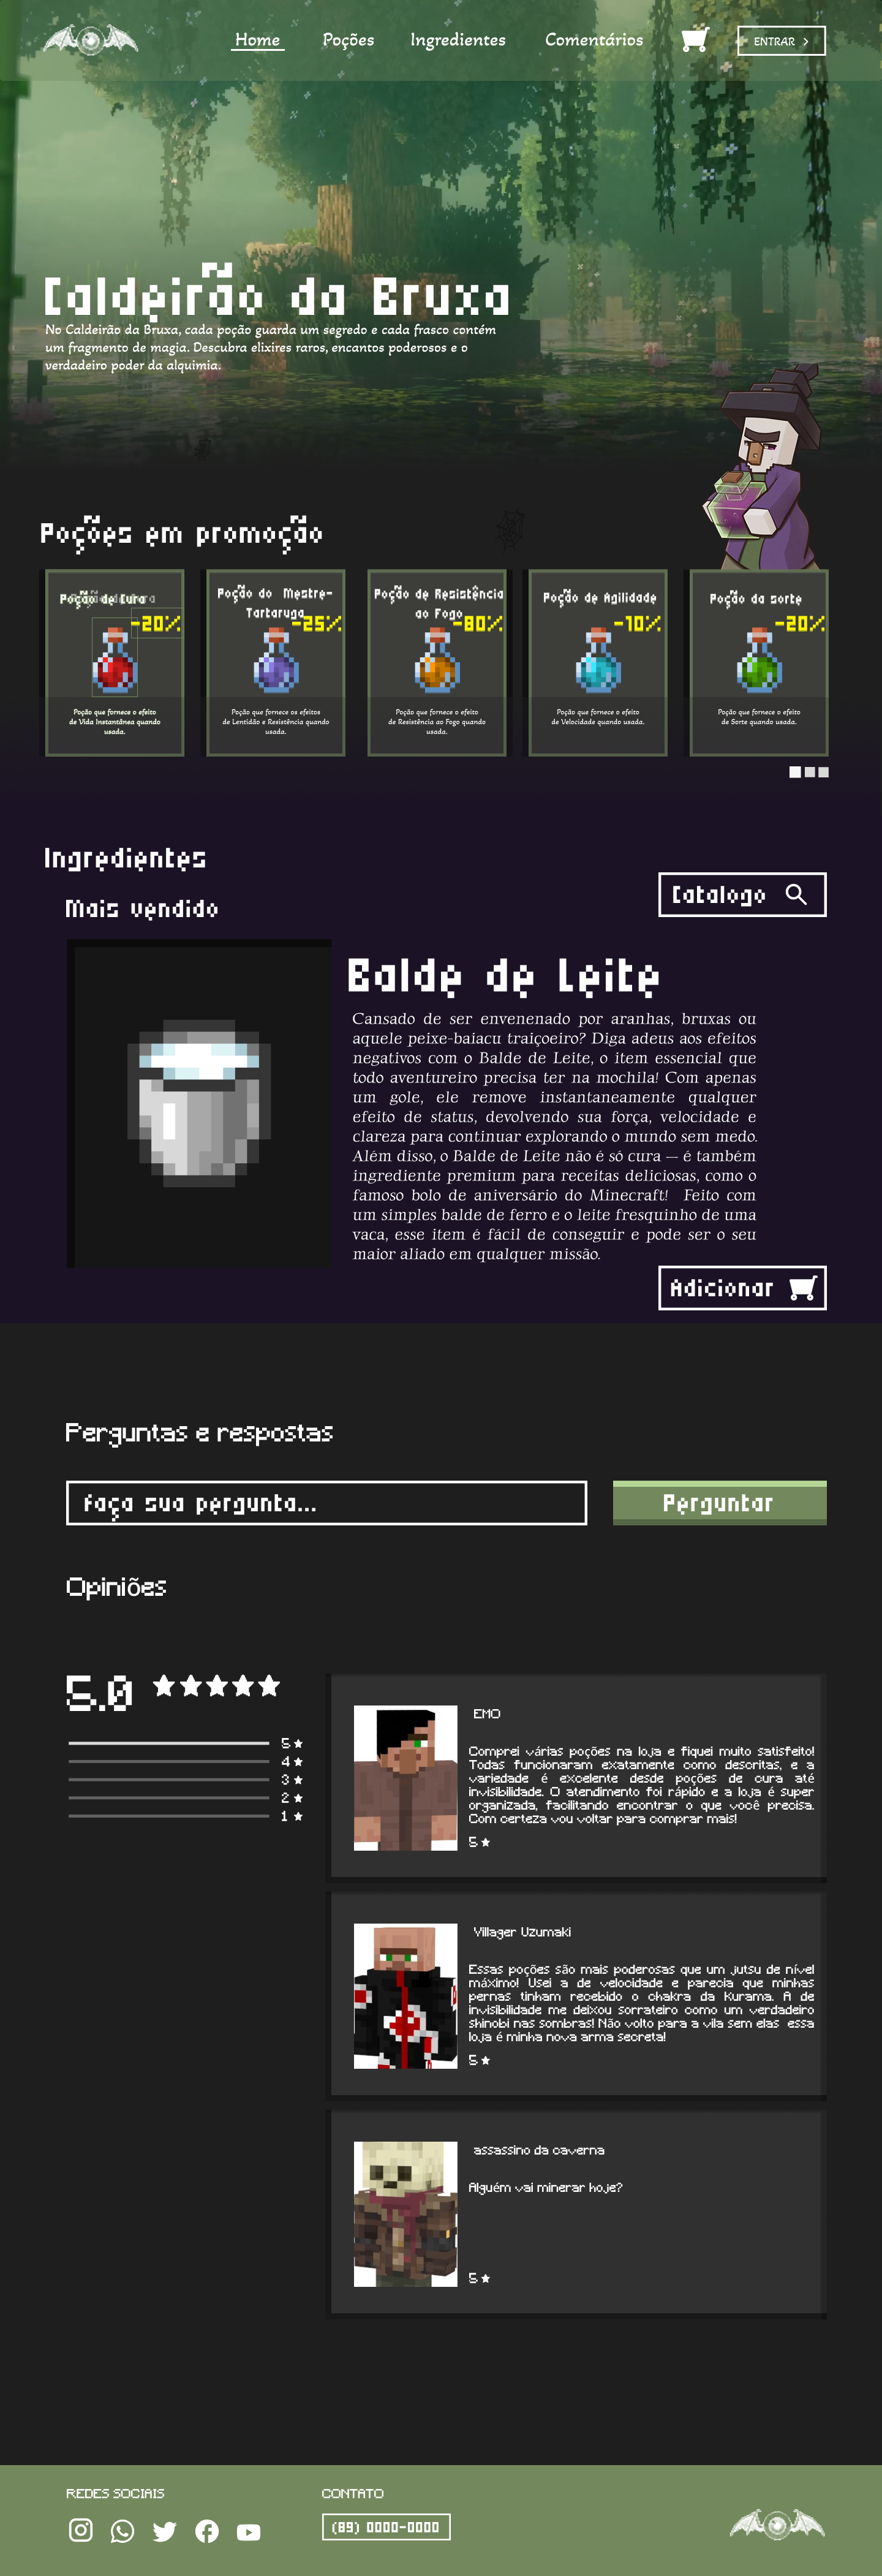 Home Poções Ingredientes Comentários ENTRAR
Caldeirão da Bruxa
No Caldeirão da Bruxa, cada poção guarda um segredo e cada frasco contém
um fragmento de magia. Descubra elixires raros, encantos poderosos e o
verdadeiro poder da alquimia.
Poções em promoção
Poção de Cura
-20%
Poção que fornece o efeito
de Vida Instantânea quando
usada.
Poção do Mestre-
Tartaruga
-25%
Poção que fornece os efeitos
de Lentidão e Resistência quando
usada.
Poção de Resistência
ao Fogo
-80%
Poção que fornece o efeito
de Resistência ao Fogo quando
usada.
Poção de Agilidade
-10%
Poção que fornece o efeito
de Velocidade quando usada.
Poção da sorte
-20%
Poção que fornece o efeito
de Sorte quando usada.
Ingredientes
Catalogo
Mais vendido
Balde de Leite
Cansado de ser envenenado por aranhas, bruxas ou
aquele peixe-baiacu traiçoeiro? Diga adeus aos efeitos
negativos com o Balde de Leite, o item essencial que
todo aventureiro precisa ter na mochila! Com apenas
um gole, ele remove instantaneamente qualquer
efeito de status, devolvendo sua força, velocidade e
clareza para continuar explorando o mundo sem medo.
Além disso, o Balde de Leite não é só cura — é também
ingrediente premium para receitas deliciosas, como o
famoso bolo de aniversário do Minecraft! Feito com
um simples balde de ferro e o leite fresquinho de uma
vaca, esse item é fácil de conseguir e pode ser o seu
maior aliado em qualquer missão.
Adicionar
Perguntas e respostas
Faça sua pergunta...
Perguntar
Opiniões
5.0
5
4
3
2
1
EMO
Comprei várias poções na loja e fiquei muito satisfeito!
Todas funcionaram exatamente como descritas, e a
variedade é excelente desde poções de cura até
invisibilidade. O atendimento foi rápido e a loja é super
organizada, facilitando encontrar o que você precisa.
Com certeza vou voltar para comprar mais!
5
Villager Uzumaki
Essas poções são mais poderosas que um jutsu de nível
máximo! Usei a de velocidade e parecia que minhas
pernas tinham recebido o chakra da Kurama. A de
invisibilidade me deixou sorrateiro como um verdadeiro
shinobi nas sombras! Não volto para a vila sem elas essa
loja é minha nova arma secreta!
5
assassino da caverna
Alguém vai minerar hoje?
5
REDES SOCIAIS
CONTATO
(89) 0000-0000